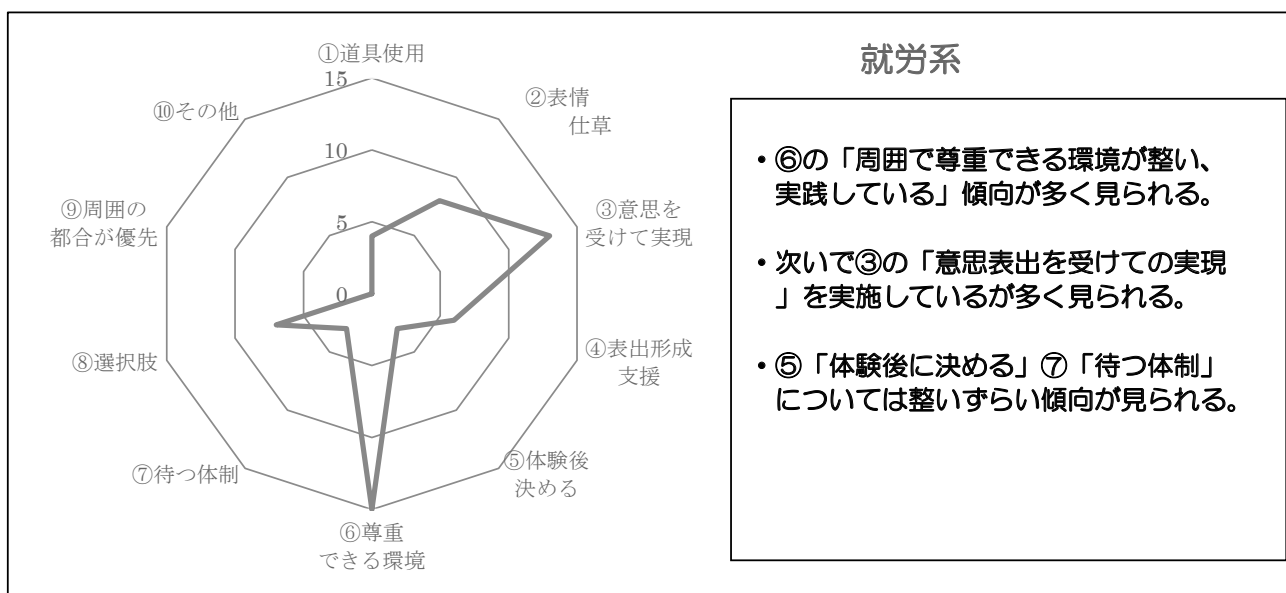 就労系
①道具使用
②表情
仕草
③意思を
受けて実現
④表出形成
支援
⑤体験後
決める
⑥尊重
できる環境
⑦待つ体制
⑧選択肢
⑨周囲の
都合が優先
⑩その他
15
10
5
0
・⑥の「周囲で尊重できる環境が整い、
実践している」傾向が多く見られる。
・次いで③の「意思表出を受けての実現
」を実施しているが多く見られる。
・⑤「体験後に決める」⑦「待つ体制」
については整いずらい傾向が見られる。